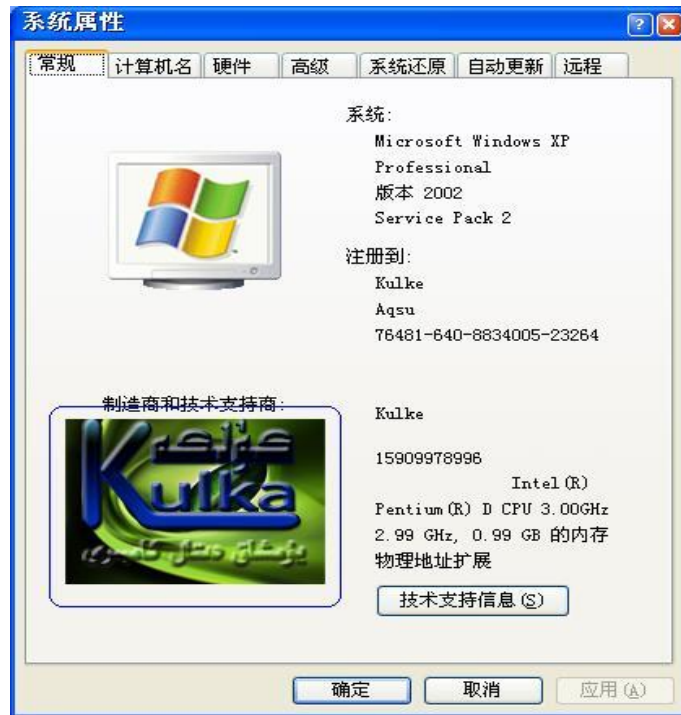 系统属性
常规 计算机名 硬件 高级 系统还原 自动更新 远程
系统:
Microsoft Windows XP
Professional
版本 2002
Service Pack 2
注册到:
Kulke
Aqsu
76481-640-8834005-23264
制造商和技术支持商:
Kulke
Kulka
15909978996
Intel(R)
Pentium(R) D CPU 3.00GHz
2.99 GHz, 0.99 GB 的内存
物理地址扩展
技术支持信息(S)
确定 取消 应用(A)